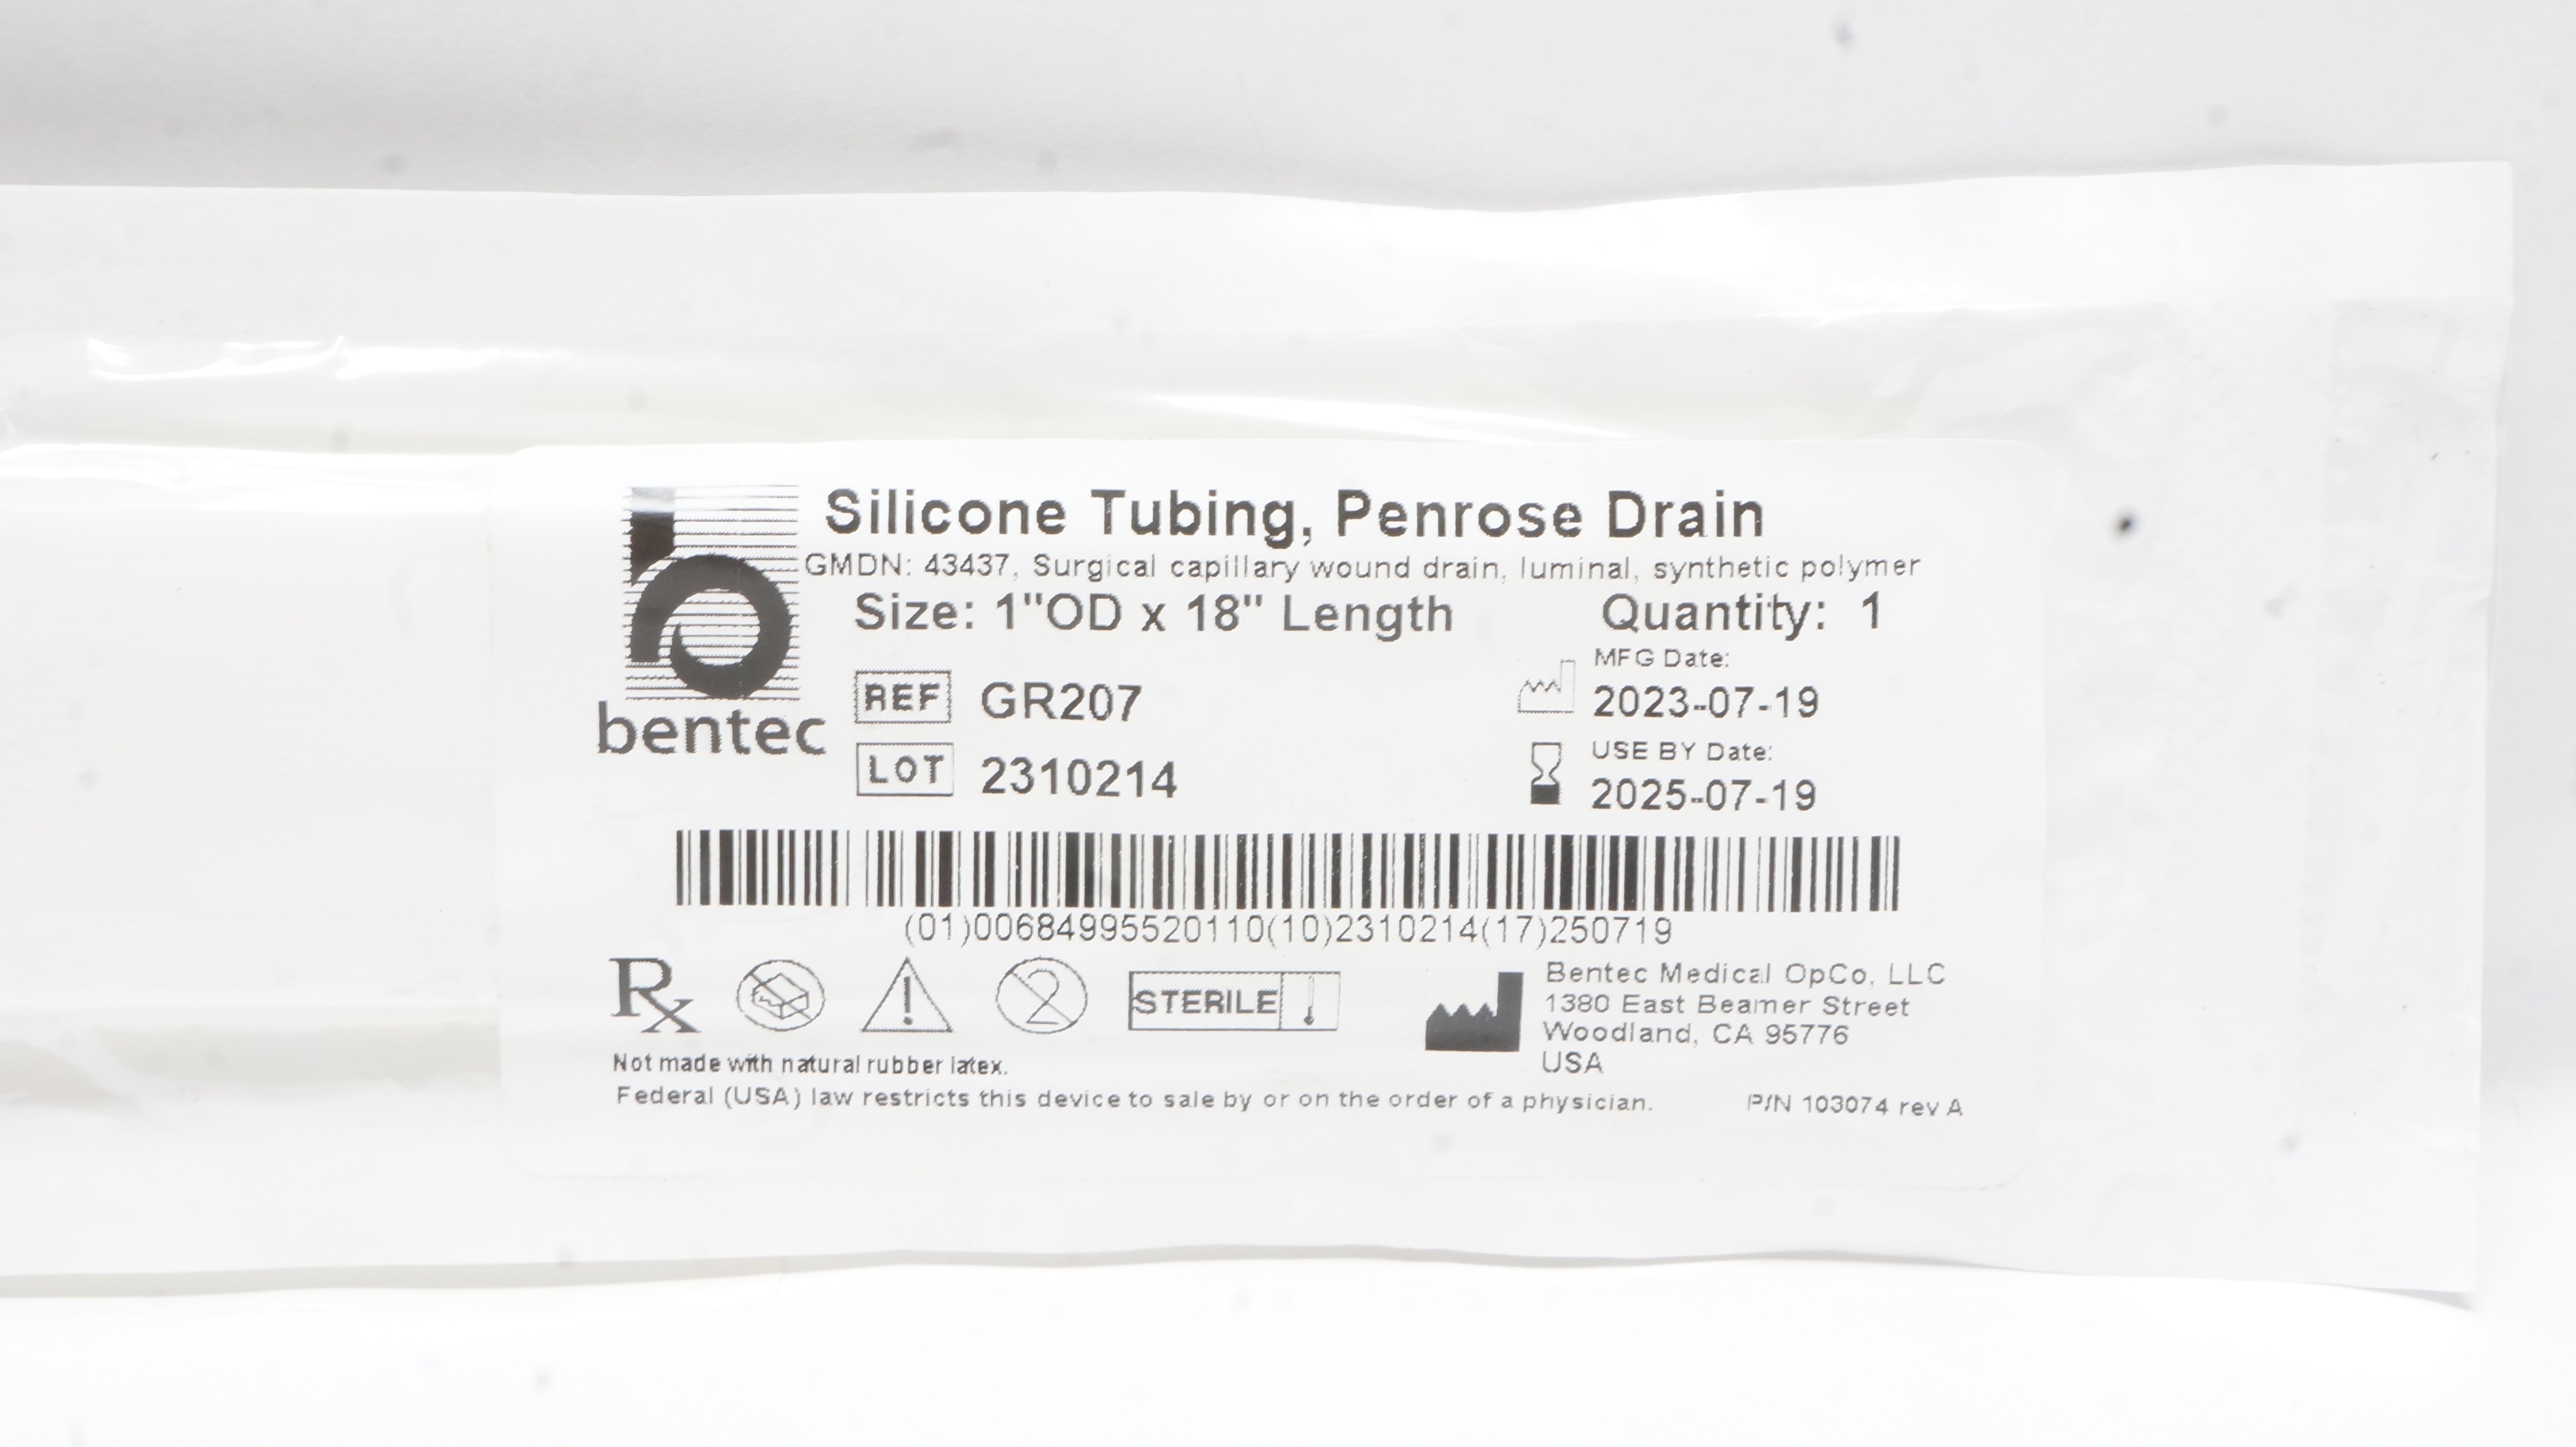 Silicone Tubing, Penrose Drain
GMDN: 43437, Surgical capillary wound drain, luminal, synthetic polymer
Size: 1"OD x 18" Length Quantity: 1
bentec
REF GR207
LOT 2310214
MFG Date:
2023-07-19
USE BY Date:
2025-07-19
(01)00684995520110(10)2310214(17)250719
Rx
2
STERILE
Bentec Medical OpCo, LLC
1380 East Beamer Street
Woodland, CA 95776
USA
Not made with natural rubber latex.
Federal (USA) law restricts this device to sale by or on the order of a physician.
P/N 103074 rev A